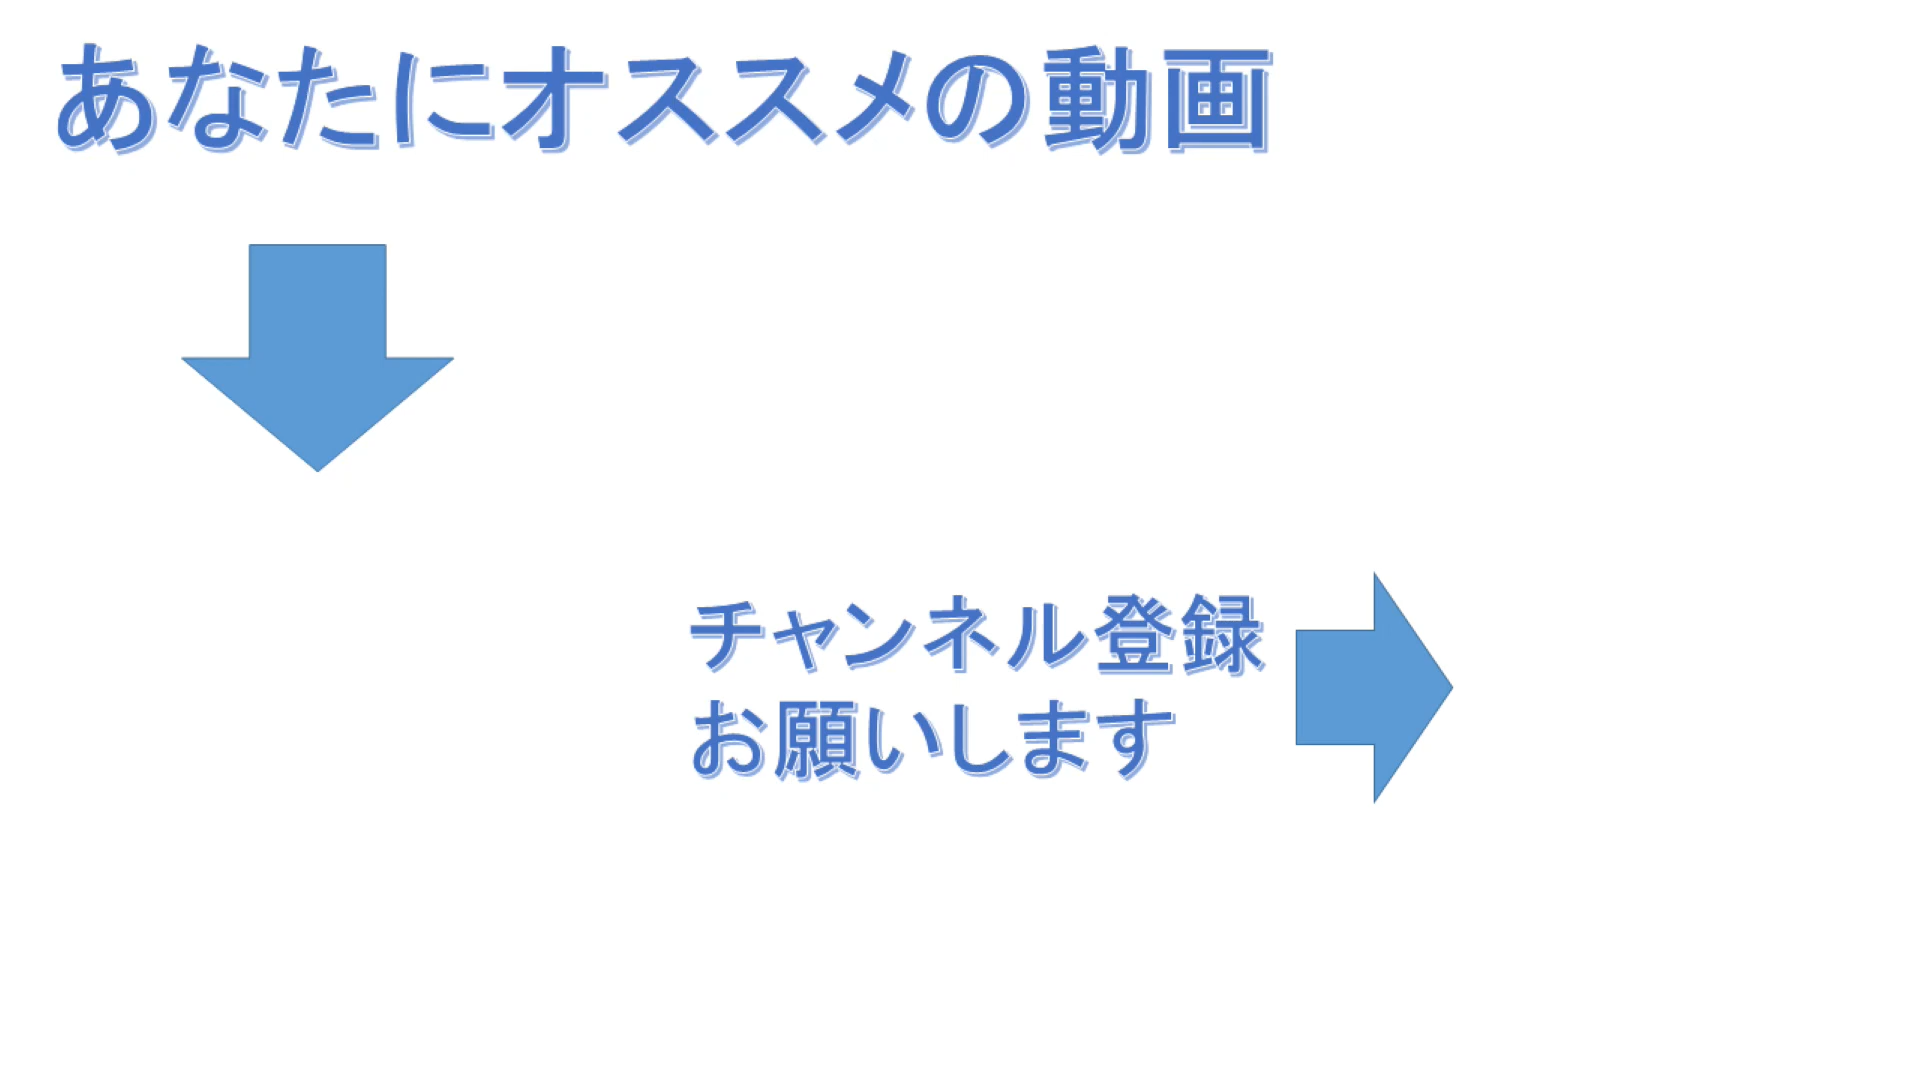 あなたにオススメの動画
チャンネル登録
お願いします